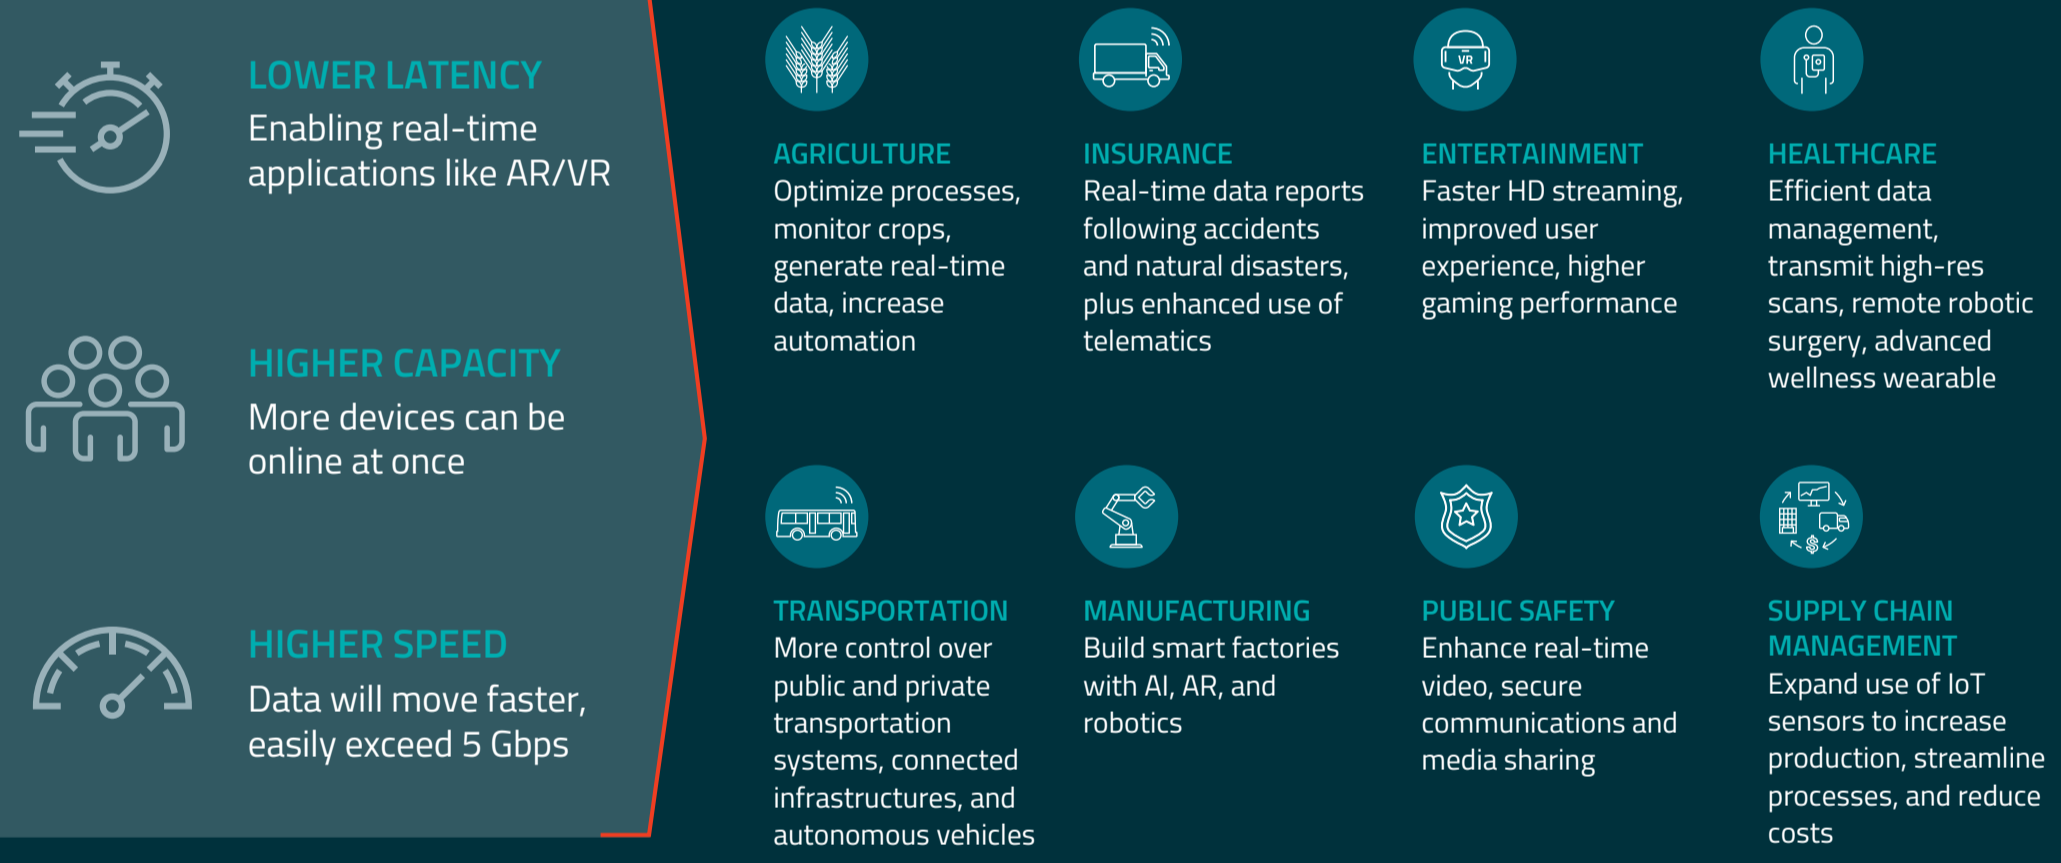 LOWER LATENCY
Enabling real-time
applications like AR/VR
HIGHER CAPACITY
More devices can be
online at once
HIGHER SPEED
Data will move faster,
easily exceed 5 Gbps
AGRICULTURE
Optimize processes,
monitor crops,
generate real-time
data, increase
automation
INSURANCE
Real-time data reports
following accidents
and natural disasters,
plus enhanced use of
telematics
VR
ENTERTAINMENT
Faster HD streaming,
improved user
experience, higher
gaming performance
HEALTHCARE
Efficient data
management,
transmit high-res
scans, remote robotic
surgery, advanced
wellness wearable
TRANSPORTATION
More control over
public and private
transportation
systems, connected
infrastructures, and
autonomous vehicles
MANUFACTURING
Build smart factories
with AI, AR, and
robotics
PUBLIC SAFETY
Enhance real-time
video, secure
communications and
media sharing
$
SUPPLY CHAIN
MANAGEMENT
Expand use of IoT
sensors to increase
production, streamline
processes, and reduce
costs